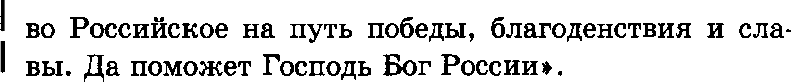 во Российское на путь победы, благоденствия и сла-
вы. Да поможет Господь Бог России».